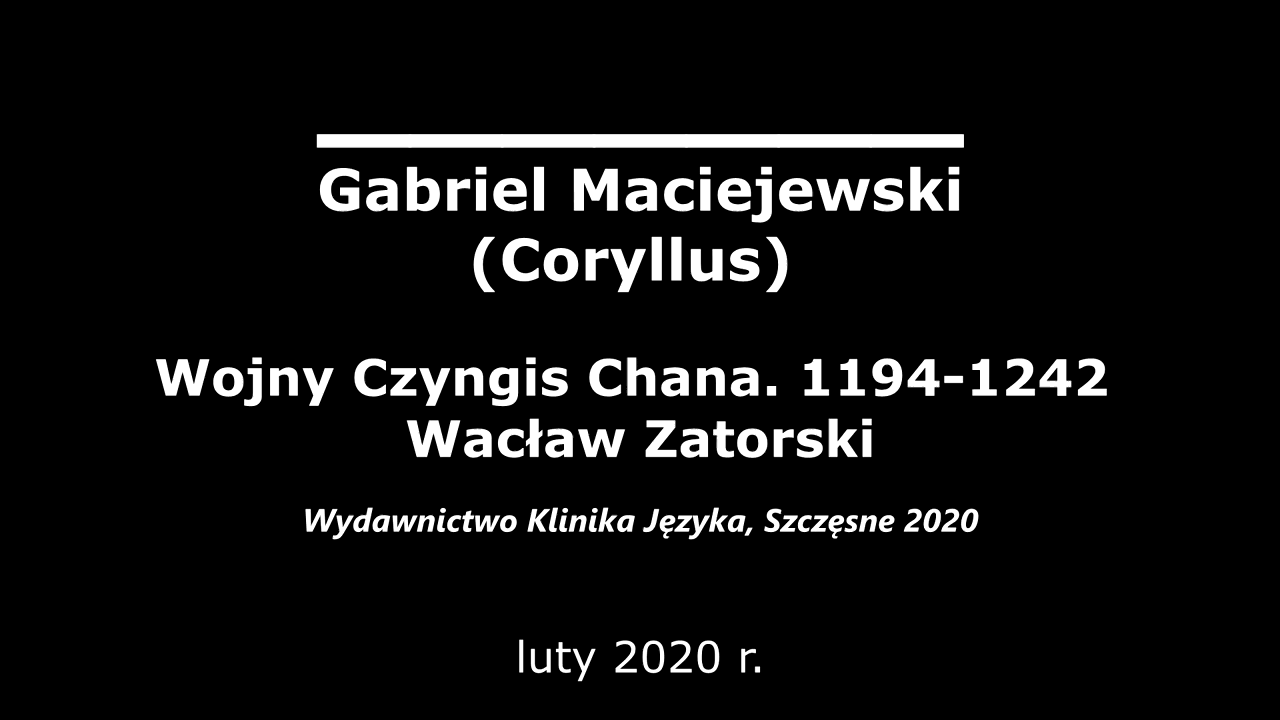 Gabriel Maciejewski
(Coryllus)
Wojny Czyngis Chana. 1194-1242
Wacław Zatorski
Wydawnictwo Klinika Języka, Szczęsne 2020
luty 2020 r.